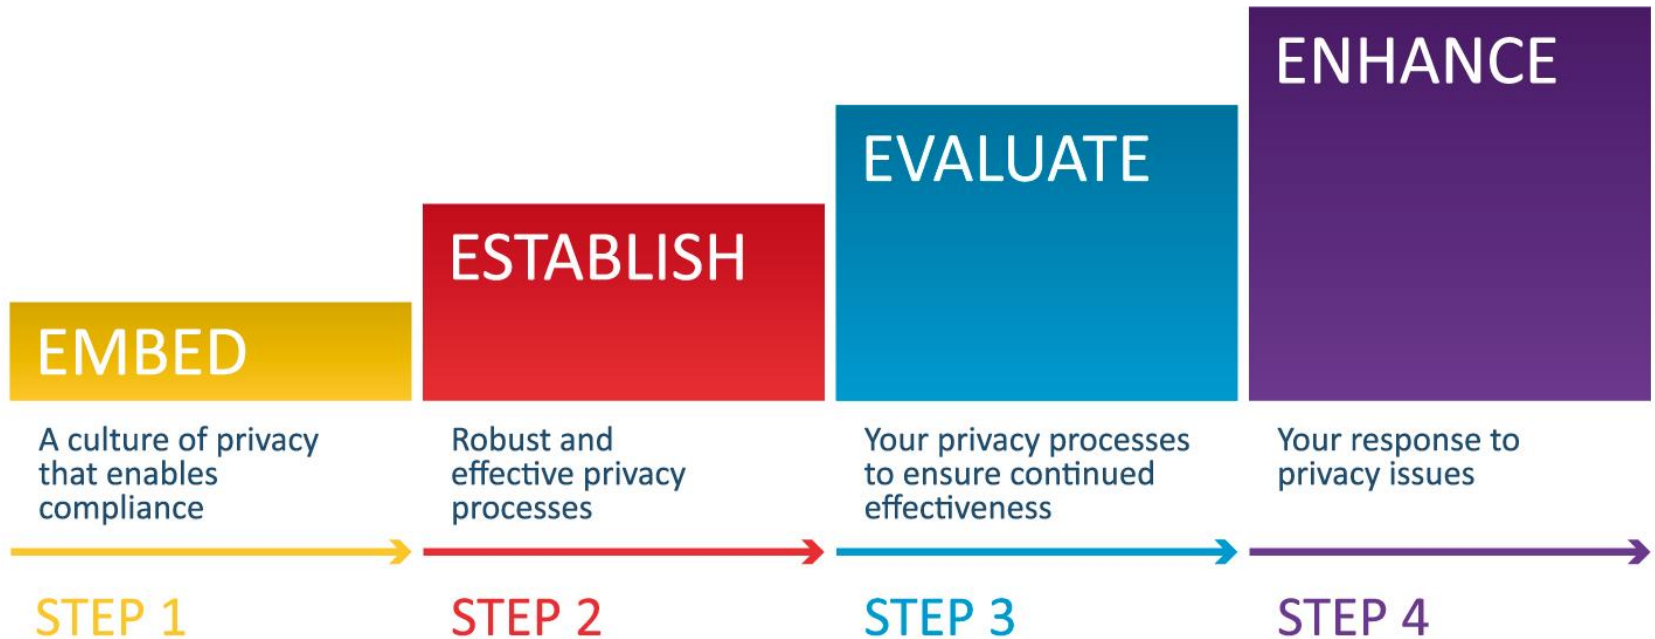 EMBED
A culture of privacy
that enables
compliance
STEP 1
ESTABLISH
Robust and
effective privacy
processes
STEP 2
EVALUATE
Your privacy processes
to ensure continued
effectiveness
STEP 3
ENHANCE
Your response to
privacy issues
STEP 4